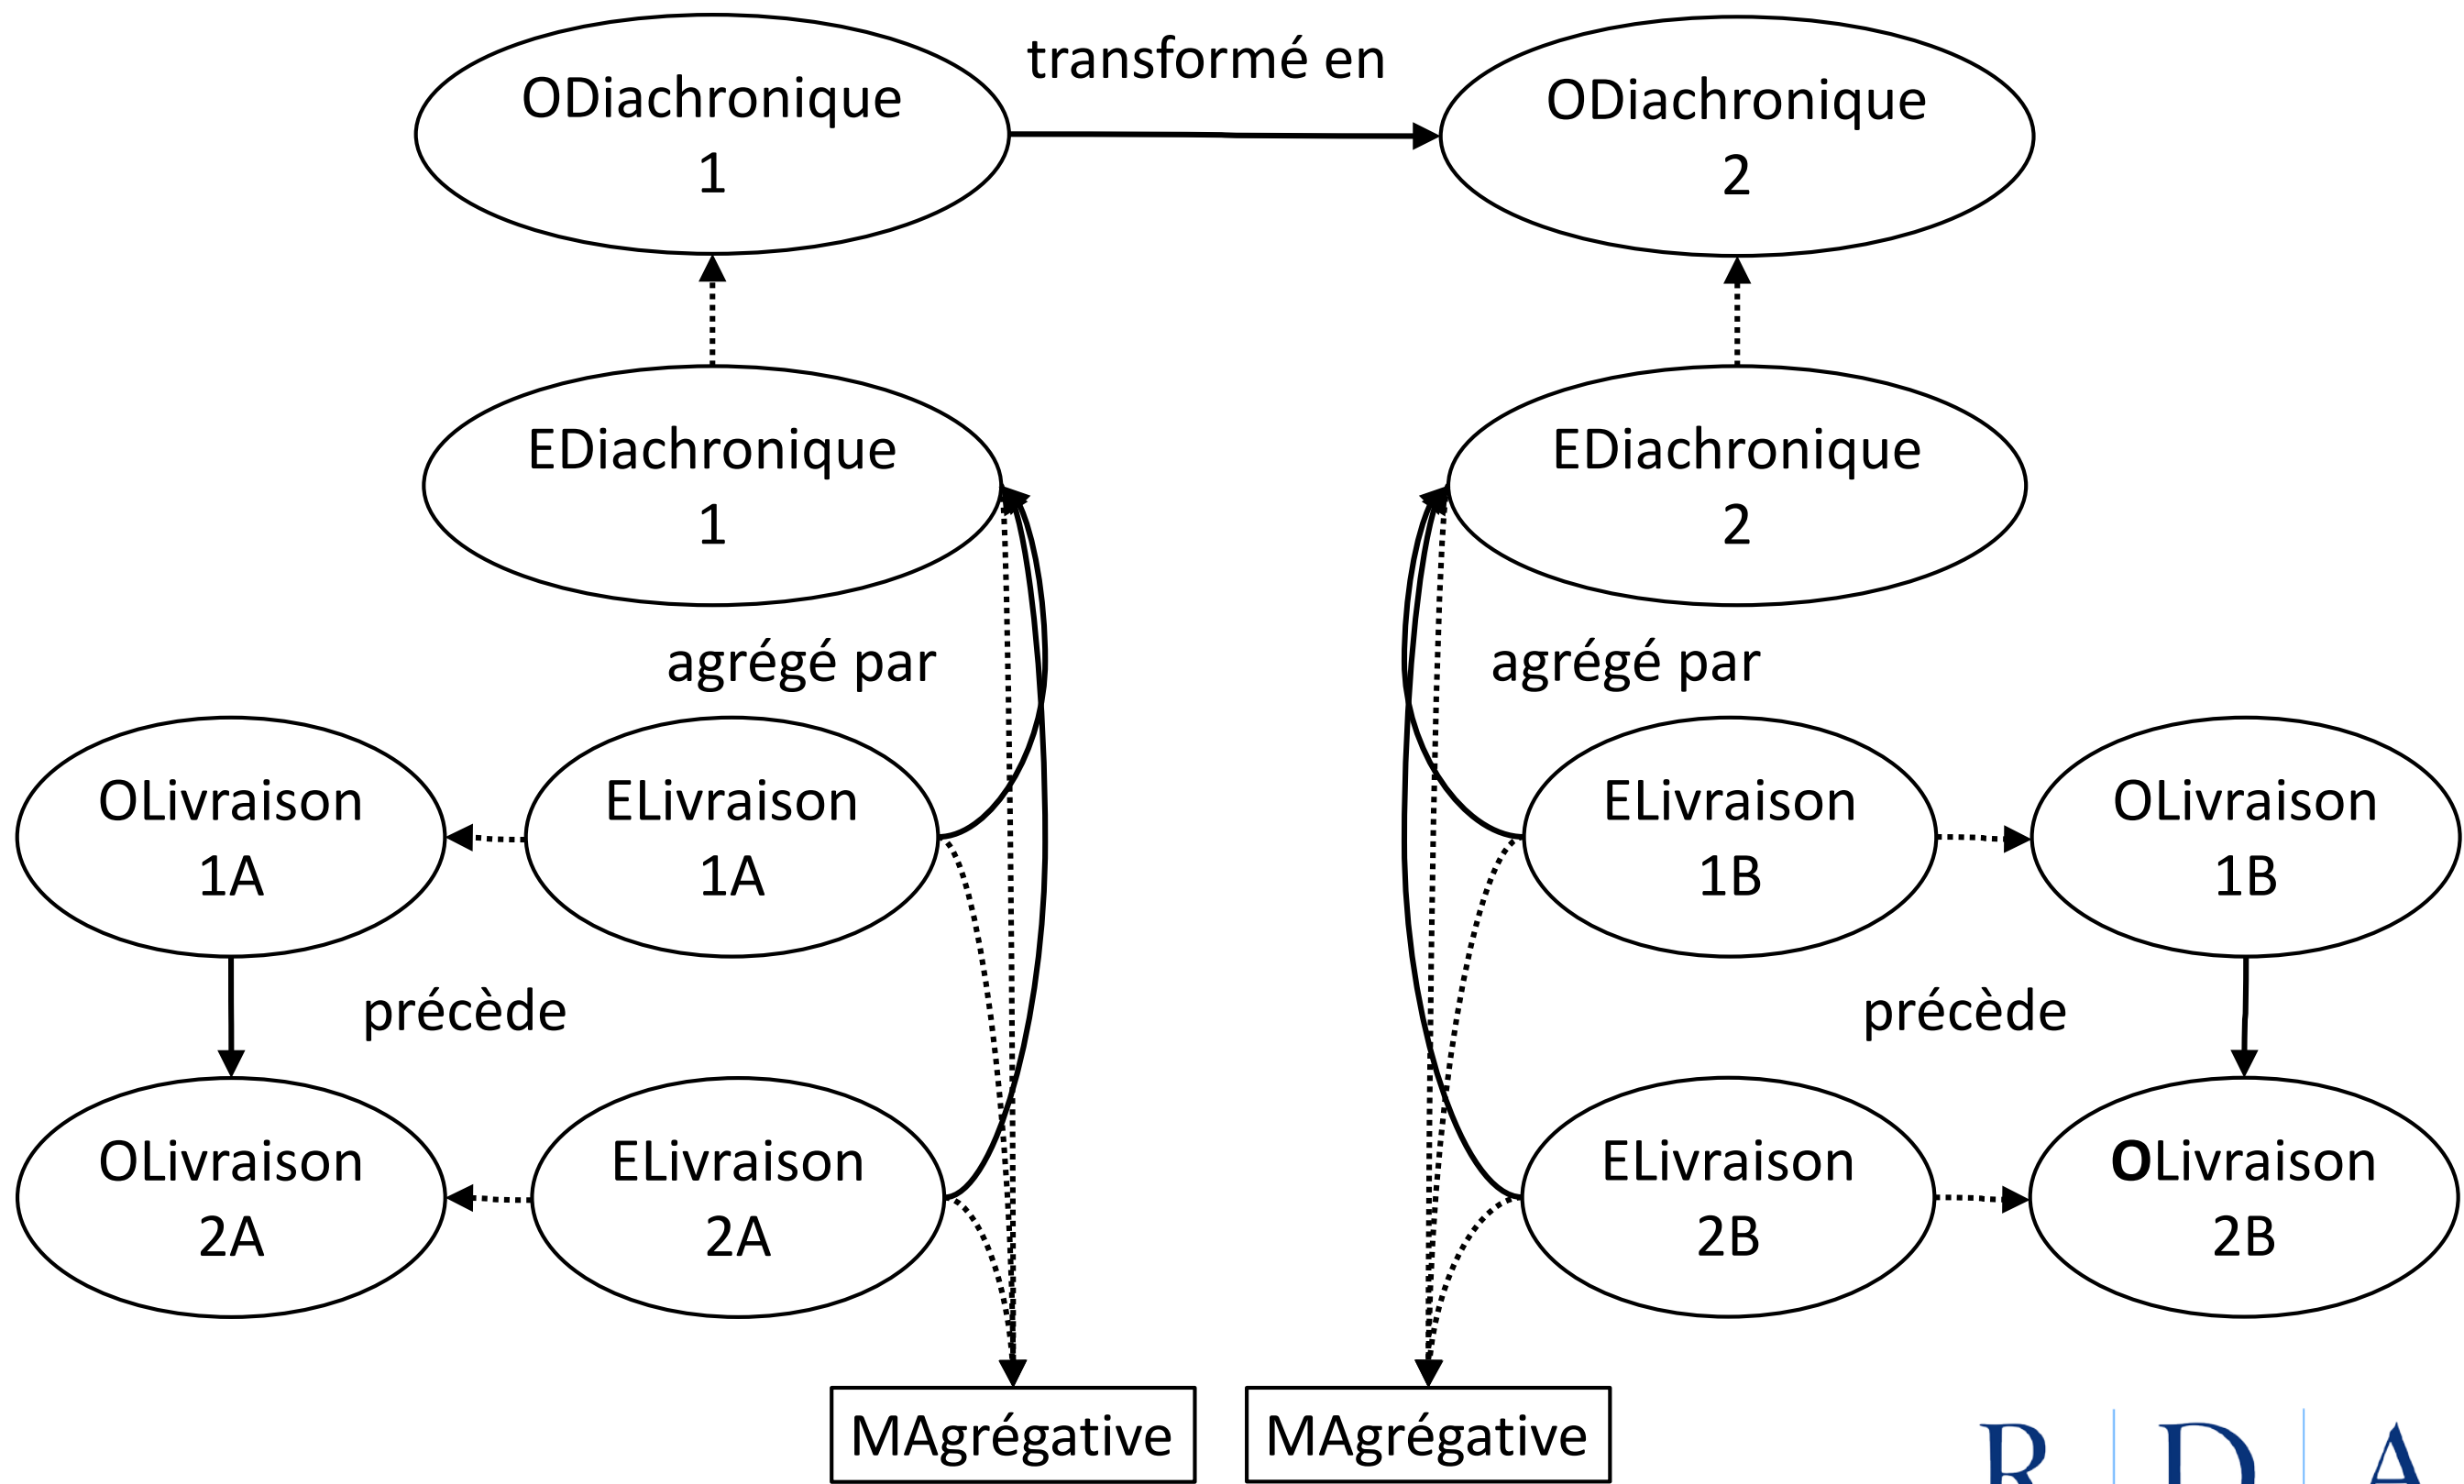 transformé en
ODiachronique
1
ODiachronique
2
EDiachronique
1
EDiachronique
2
agrégé par
agrégé par
OLivraison
1A
ELivraison
1A
ELivraison
1B
OLivraison
1B
précède
précède
OLivaison
2A
ELivraison
2A
ELivraison
2B
OLivraison
2B
MAgrégative
MAgrégative
R D A